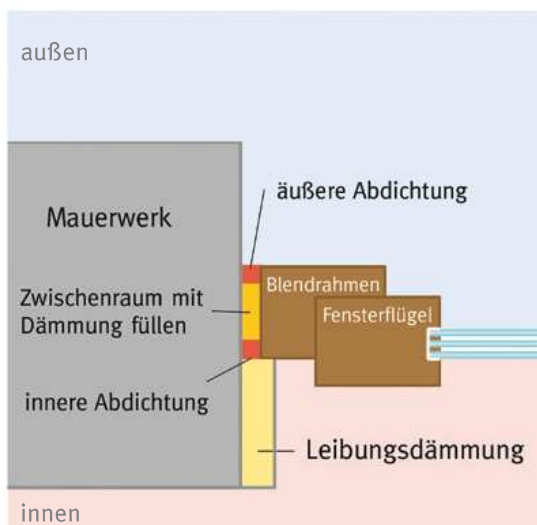 außen
äußere Abdichtung
Mauerwerk
Blendrahmen
Zwischenraum mit
Dämmung füllen
Fensterflügel
innere Abdichtung
Leibungsdämmung
innen